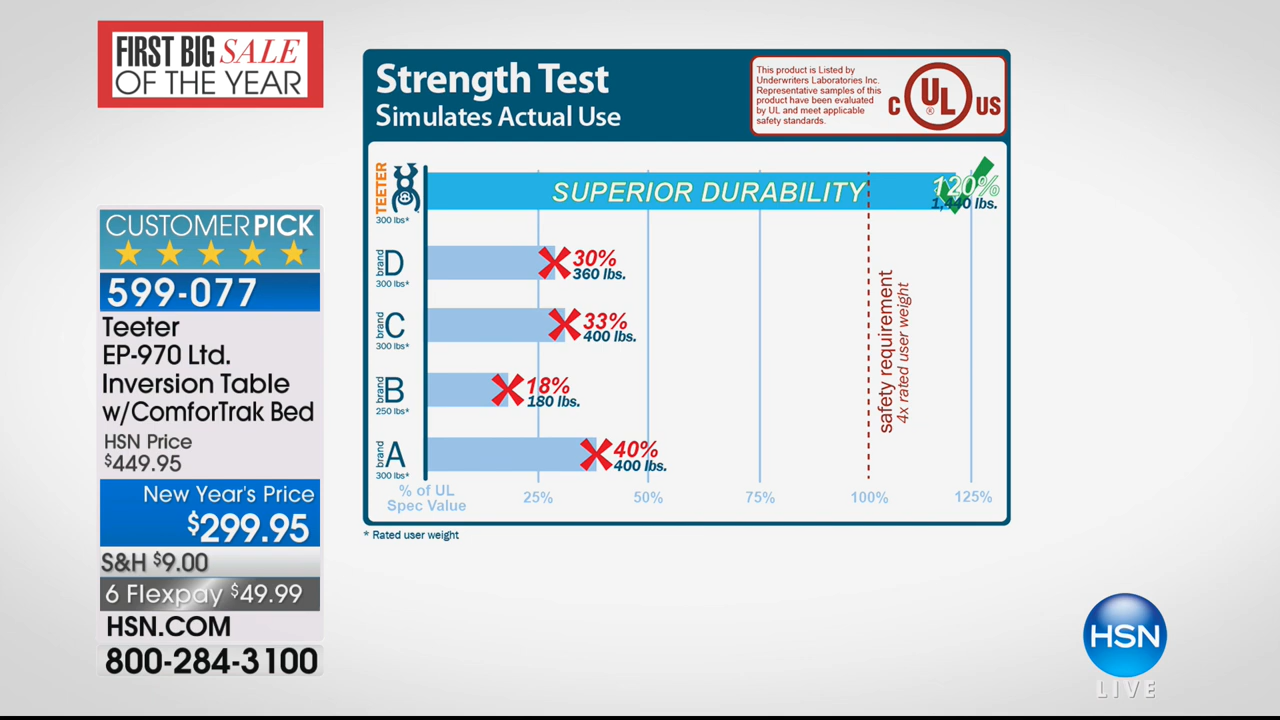 FIRST BIG SALE
OF THE YEAR
CUSTOMER PICK
599-077
Teeter
EP-970 Ltd.
Inversion Table
w/ComforTrak Bed
HSN Price
$449.95
New Year's Price
$299.95
S&H $9.00
6 Flexpay $49.99
HSN.COM
800-284-3100
Strength Test
Simulates Actual Use
This product is Listed by
Underwriters Laboratories Inc.
Representative samples of this
product have been evaluated
by UL and meet applicable
safety standards.
C UL US
®
TEETER
300 lbs*
SUPERIOR DURABILITY
120%
1,440 lbs.
brand D
300 lbs*
30%
360 lbs.
brand C
300 lbs*
33%
400 lbs.
brand B
250 lbs*
18%
180 lbs.
brand A
300 lbs*
40%
400 lbs.
safety requirement
4x rated user weight
% of UL
Spec Value
25%
50%
75%
100%
125%
* Rated user weight
HSN
LIVE